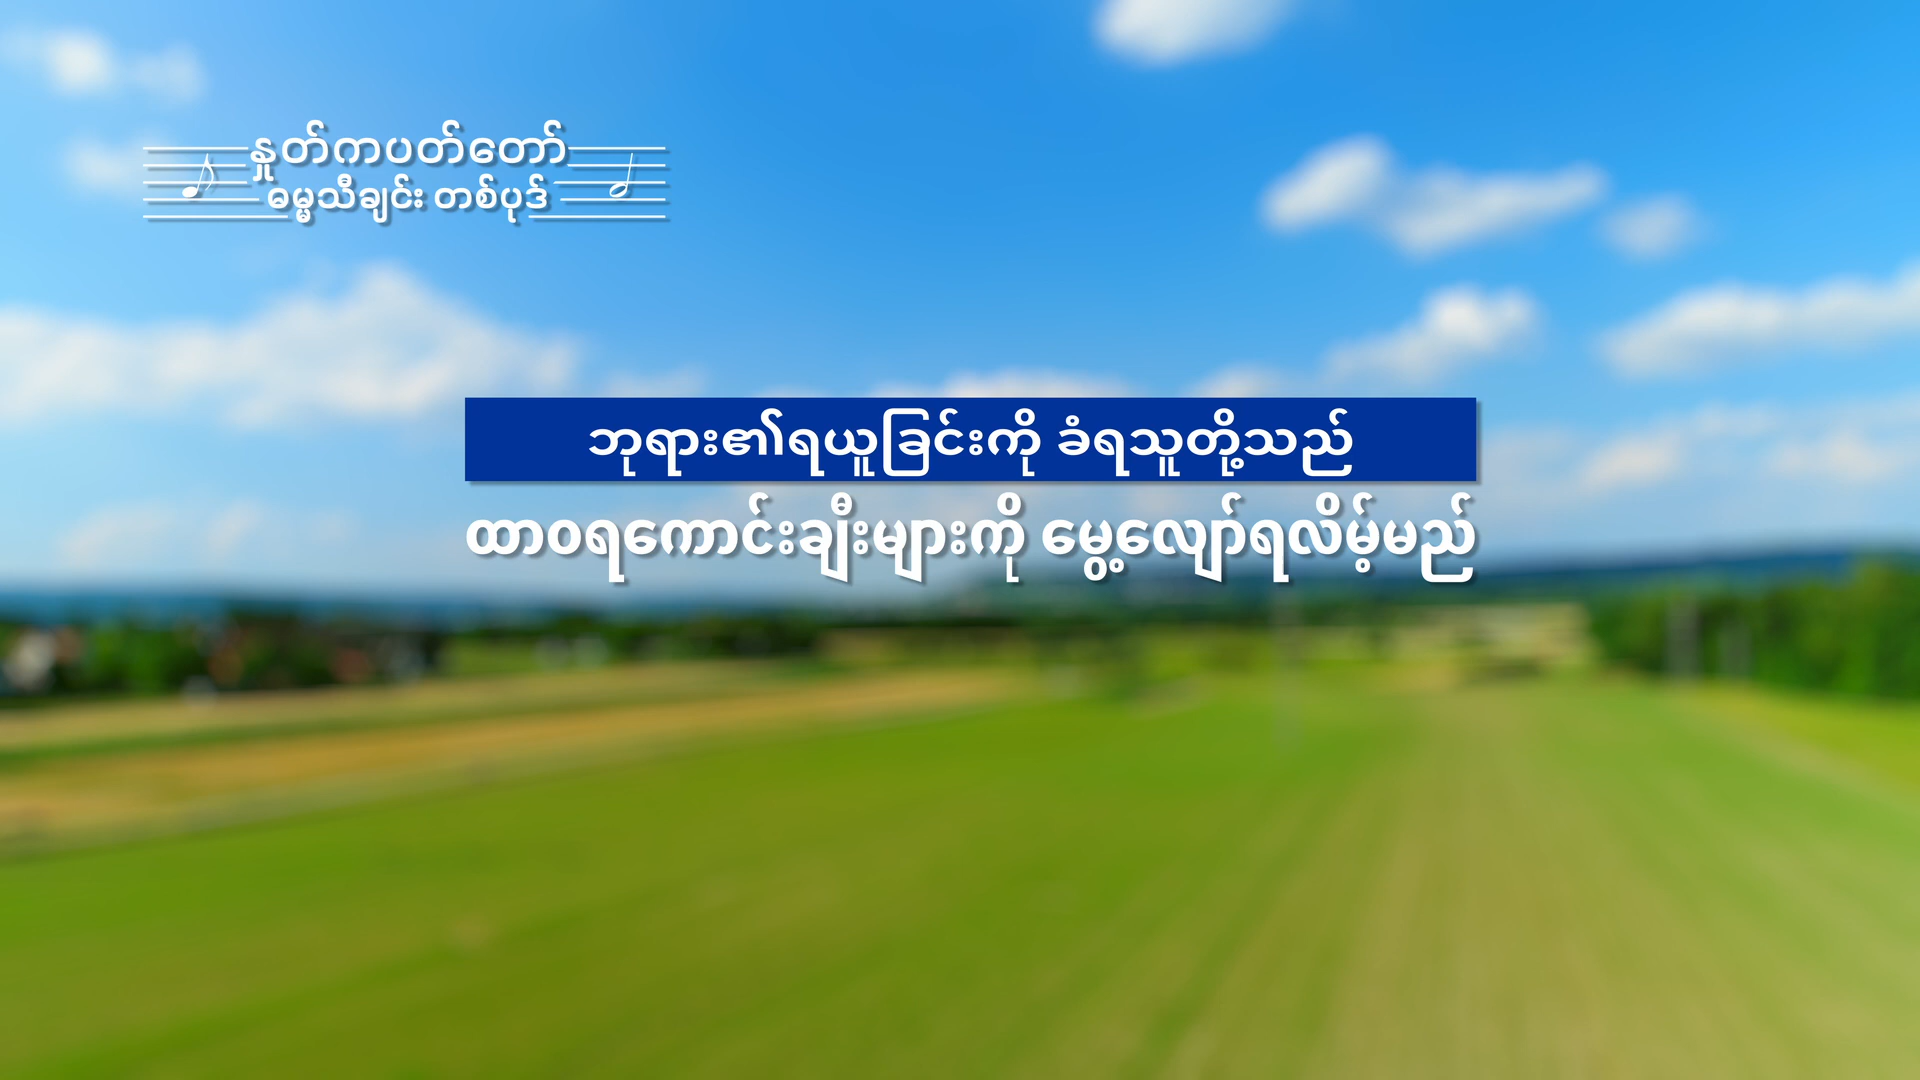 နှုတ်ကပတ်တော်
ဓမ္မသီချင်း တစ်ပုဒ်
ဘုရား၏ရယူခြင်းကို ခံရသူတို့သည်
ထာဝရကောင်းချီးများကို မွေ့လျော်ရလိမ့်မည်